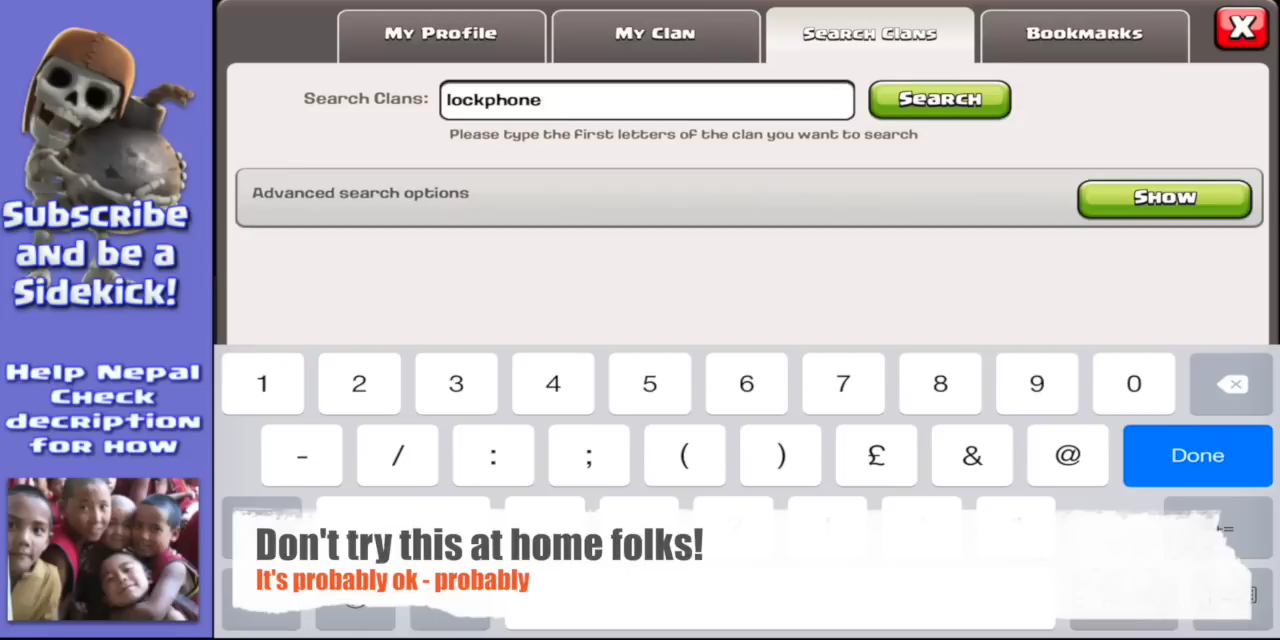 My Profile
My Clan
Search Clans
Bookmarks
X
Search Clans:
lockphone
Search
Please type the first letters of the clan you want to search
Advanced search options
Show
Subscribe
and be a
Sidekick!
Help Nepal
Check
decription
for how
1 2 3 4 5 6 7 8 9 0
- / : ; ( ) £ & @ Done
Don't try this at home folks!
It's probably ok - probably